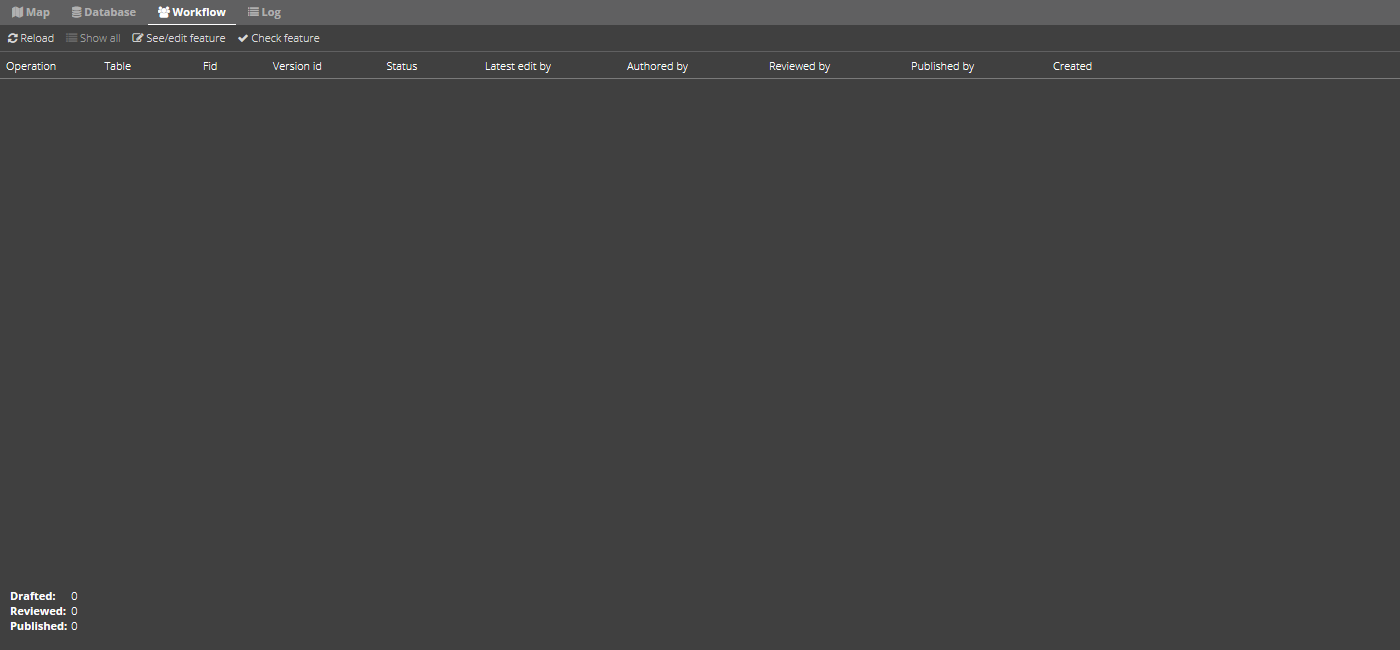 Map Database Workflow Log
Reload Show all See/edit feature Check feature
Operation Table Fid Version id Status Latest edit by Authored by Reviewed by Published by Created
Drafted: 0
Reviewed: 0
Published: 0